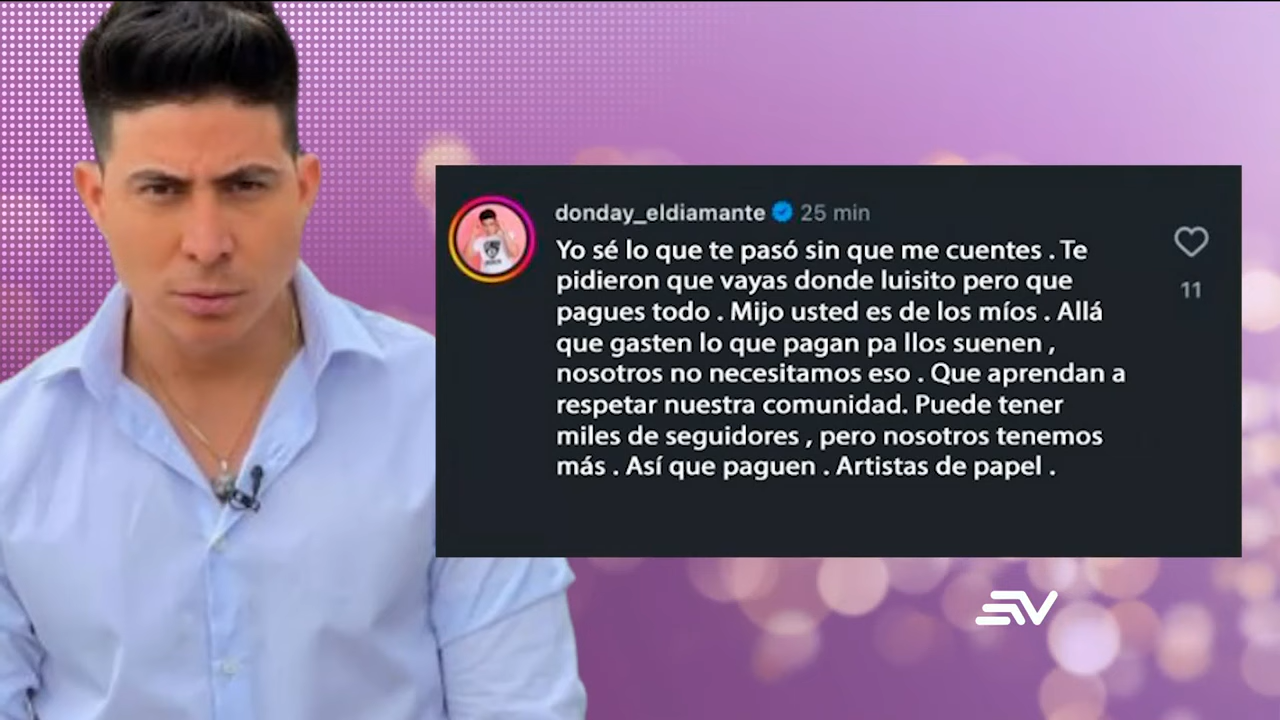 donday_eldiamante 25 min
Yo sé lo que te pasó sin que me cuentes . Te
pidieron que vayas donde luisito pero que
pagues todo . Mijo usted es de los míos . Allá
que gasten lo que pagan pa llos suenen ,
nosotros no necesitamos eso . Que aprendan a
respetar nuestra comunidad. Puede tener
miles de seguidores , pero nosotros tenemos
más . Así que paguen . Artistas de papel .
11